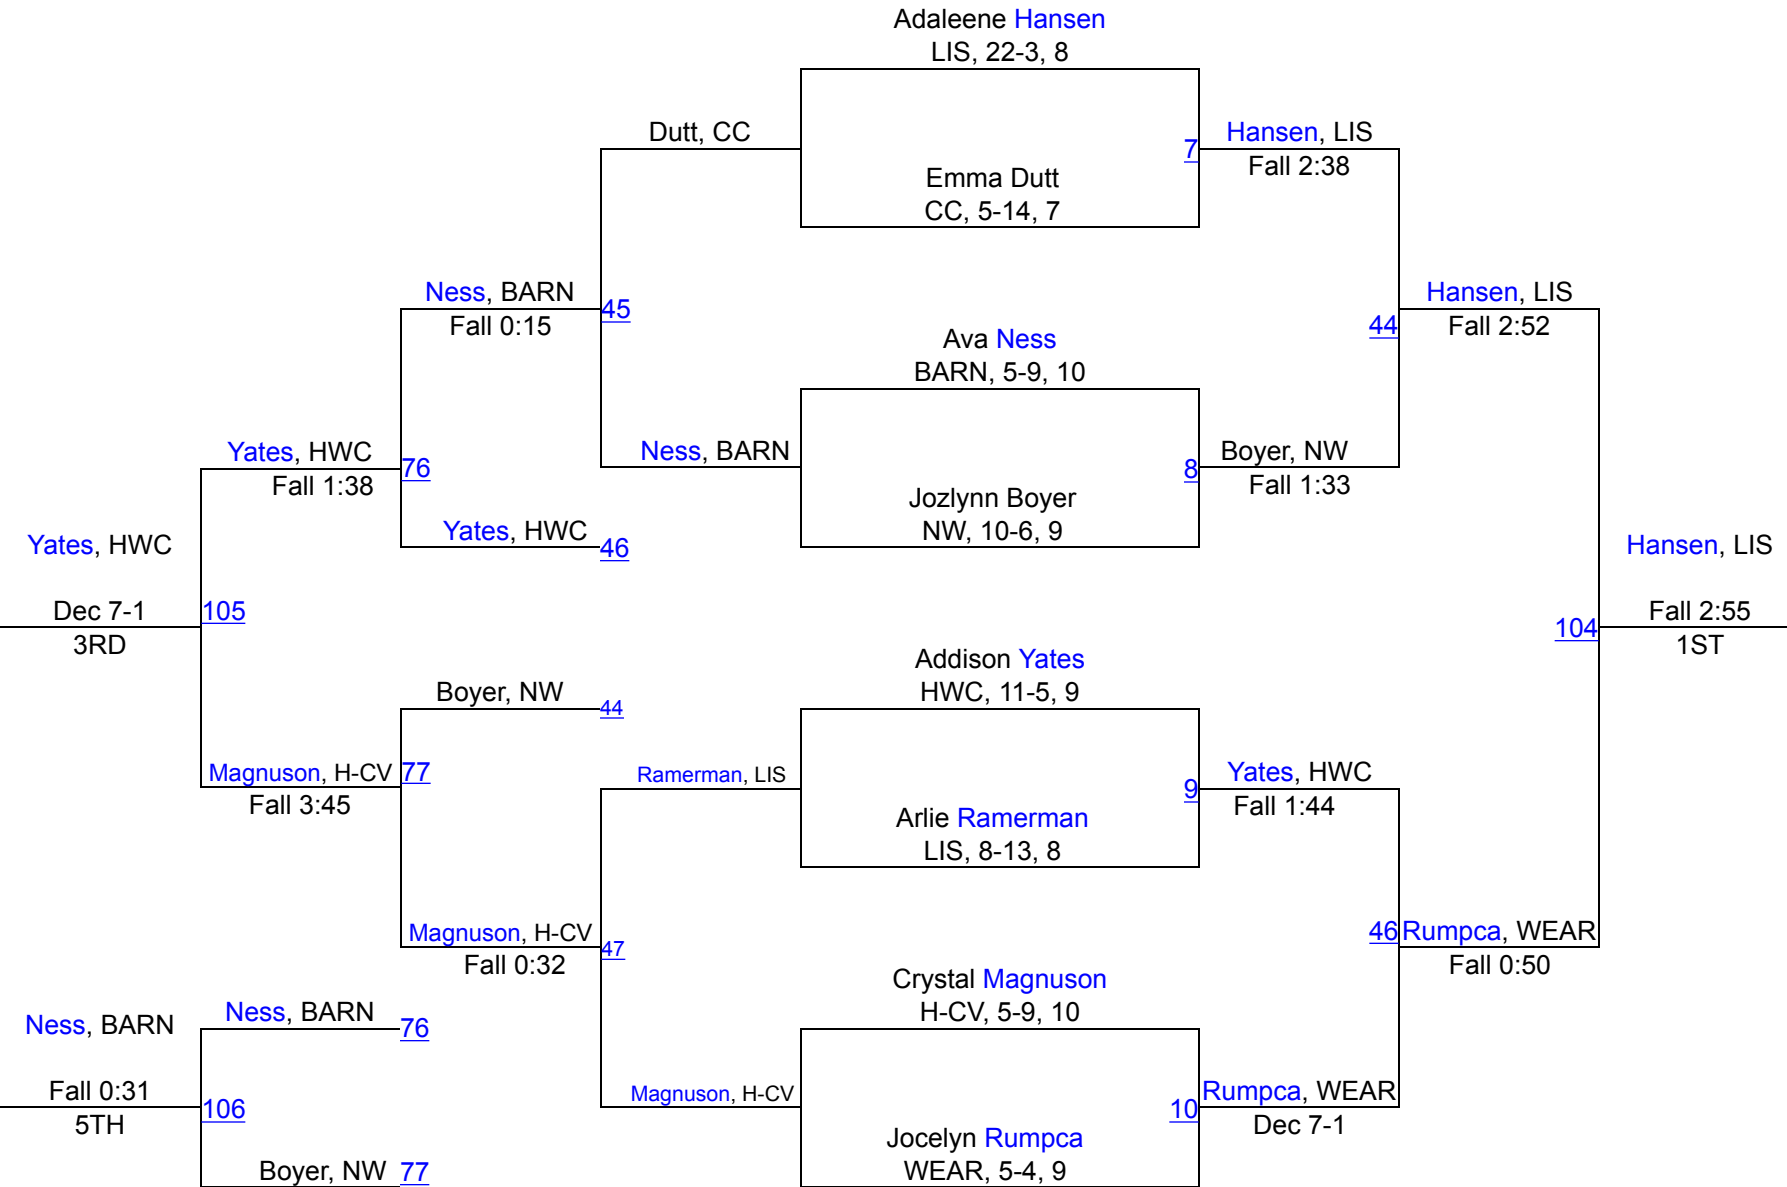 Adaleene Hansen
LIS, 22-3, 8
Dutt, CC
7
Hansen, LIS
Fall 2:38
Emma Dutt
CC, 5-14, 7
Ness, BARN
Fall 0:15
45
Ava Ness
BARN, 5-9, 10
44
Hansen, LIS
Fall 2:52
Yates, HWC
Fall 1:38
76
Ness, BARN
8
Boyer, NW
Fall 1:33
Jozlynn Boyer
NW, 10-6, 9
Yates, HWC
46
Yates, HWC
Dec 7-1
3RD
105
Hansen, LIS
Fall 2:55
1ST
104
Addison Yates
HWC, 11-5, 9
Boyer, NW
44
Magnuson, H-CV
Fall 3:45
77
Ramerman, LIS
9
Yates, HWC
Fall 1:44
Arlie Ramerman
LIS, 8-13, 8
Magnuson, H-CV
Fall 0:32
47
46
Rumpca, WEAR
Fall 0:50
Crystal Magnuson
H-CV, 5-9, 10
Ness, BARN
Ness, BARN
76
Fall 0:31
5TH
106
Magnuson, H-CV
10
Rumpca, WEAR
Dec 7-1
Jocelyn Rumpca
WEAR, 5-4, 9
Boyer, NW
77